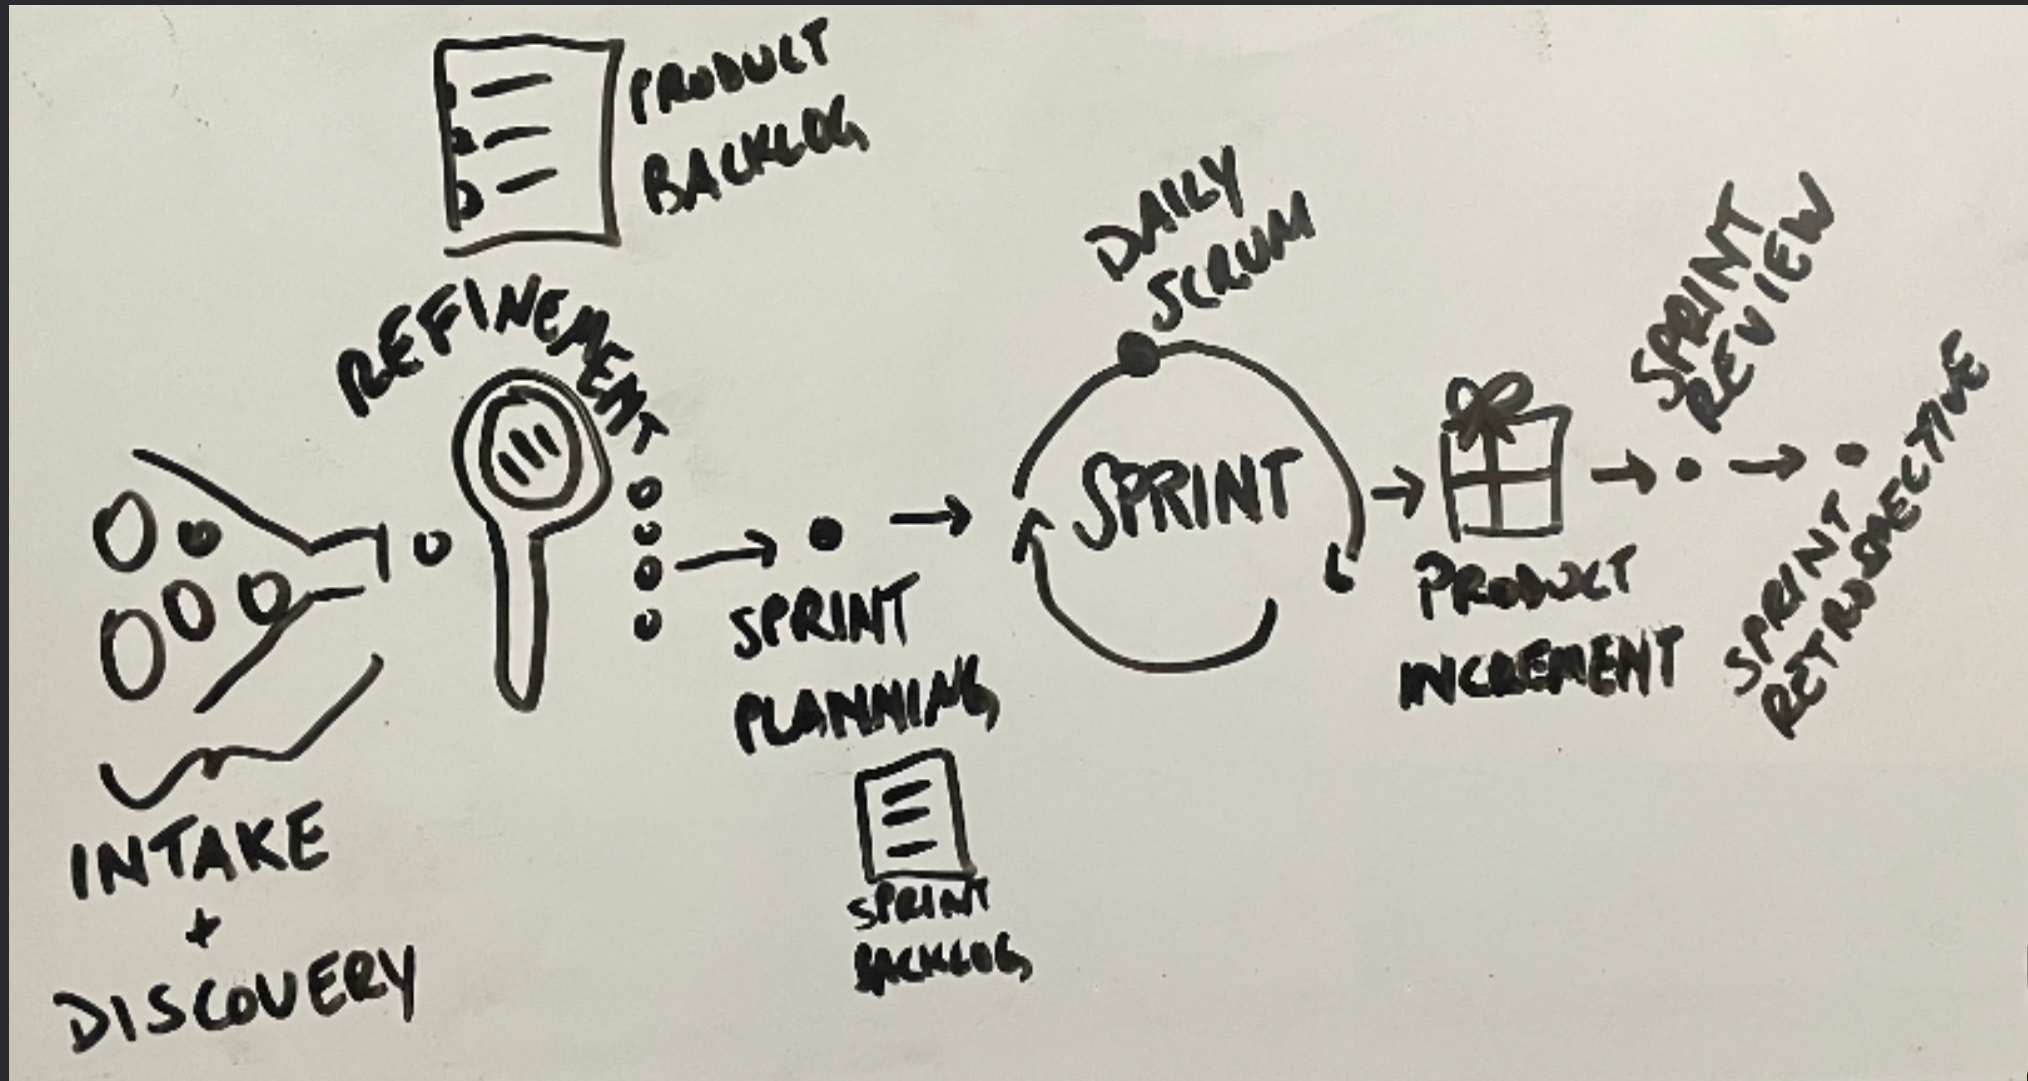 PRODUCT
BACKLOG
REFINEMENT
INTAKE
+
DISCOVERY
SPRINT
PLANNING
SPRINT
BACKLOG
DAILY
SCRUM
SPRINT
PRODUCT
INCREMENT
SPRINT
REVIEW
SPRINT
RETROSPECTIVE